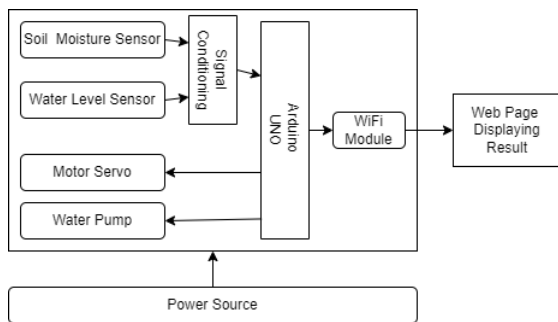 Soil Moisture Sensor
Water Level Sensor
Signal
Conditioning
Motor Servo
Water Pump
Arduino
UNO
WiFi
Module
Web Page
Displaying
Result
Power Source